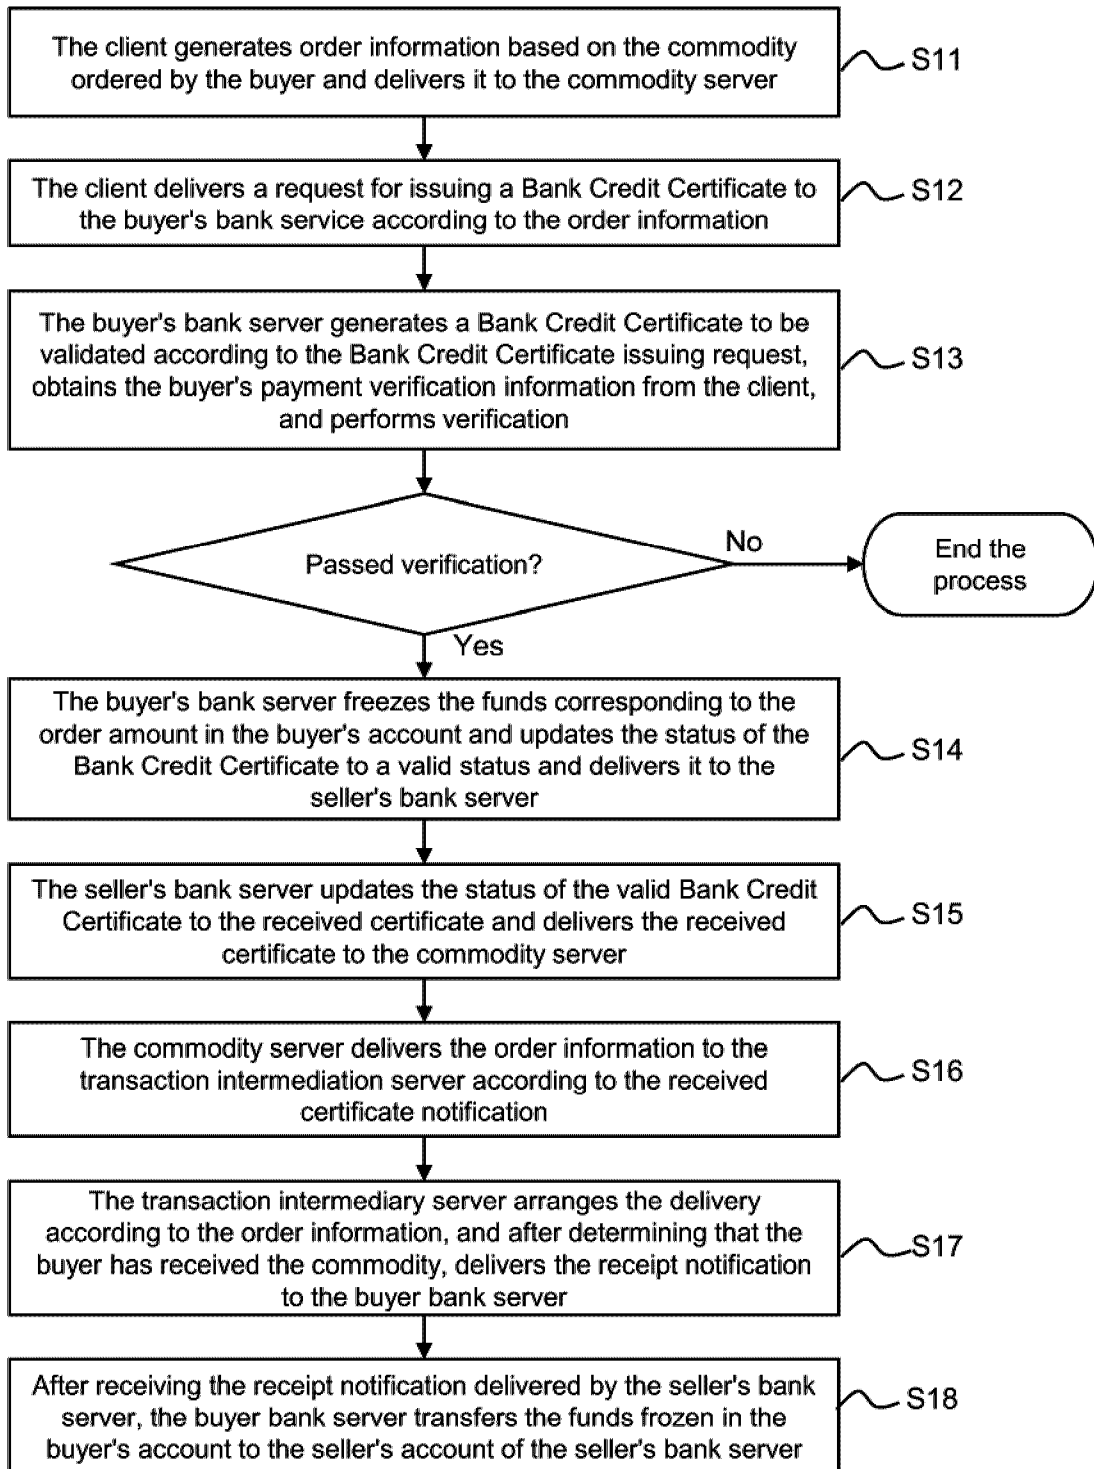 The client generates order information based on the commodity
ordered by the buyer and delivers it to the commodity server
S11
The client delivers a request for issuing a Bank Credit Certificate to
the buyer's bank service according to the order information
S12
The buyer's bank server generates a Bank Credit Certificate to be
validated according to the Bank Credit Certificate issuing request,
obtains the buyer's payment verification information from the client,
and performs verification
S13
Passed verification?
No
End the
process
Yes
The buyer's bank server freezes the funds corresponding to the
order amount in the buyer's account and updates the status of the
Bank Credit Certificate to a valid status and delivers it to the
seller's bank server
S14
The seller's bank server updates the status of the valid Bank Credit
Certificate to the received certificate and delivers the received
certificate to the commodity server
S15
The commodity server delivers the order information to the
transaction intermediation server according to the received
certificate notification
S16
The transaction intermediary server arranges the delivery
according to the order information, and after determining that the
buyer has received the commodity, delivers the receipt notification
to the buyer bank server
S17
After receiving the receipt notification delivered by the seller's bank
server, the buyer bank server transfers the funds frozen in the
buyer's account to the seller's account of the seller's bank server
S18